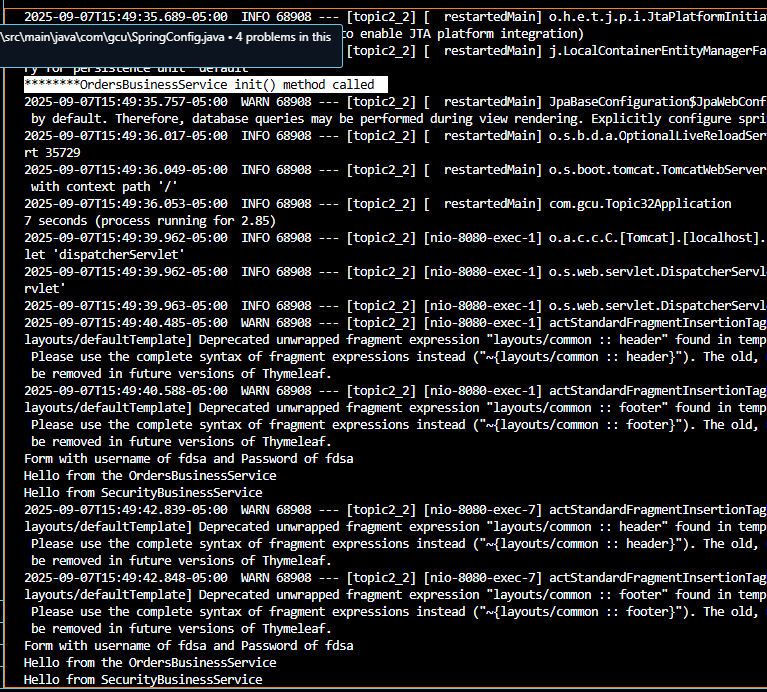 2025-09-07T15:49:35.689-05:00  INFO 68908 --- [topic2_2] [  restartedMain] o.h.e.t.j.p.i.JtaPlatformInitia
\src\main\java\com\gcu\SpringConfig.java • 4 problems in this
to enable JTA platform integration)
[topic2_2] [  restartedMain] j.LocalContainerEntityManagerFa
ry for persistence unit 'default'
********OrdersBusinessService init() method called
2025-09-07T15:49:35.757-05:00  WARN 68908 --- [topic2_2] [  restartedMain] JpaBaseConfiguration$JpaWebConf
 by default. Therefore, database queries may be performed during view rendering. Explicitly configure spri
2025-09-07T15:49:36.017-05:00  INFO 68908 --- [topic2_2] [  restartedMain] o.s.b.d.a.OptionalLiveReloadSer
rt 35729
2025-09-07T15:49:36.049-05:00  INFO 68908 --- [topic2_2] [  restartedMain] o.s.boot.tomcat.TomcatWebServer
 with context path '/'
2025-09-07T15:49:36.053-05:00  INFO 68908 --- [topic2_2] [  restartedMain] com.gcu.Topic32Application
7 seconds (process running for 2.85)
2025-09-07T15:49:39.962-05:00  INFO 68908 --- [topic2_2] [nio-8080-exec-1] o.a.c.c.C.[Tomcat].[localhost].
let 'dispatcherServlet'
2025-09-07T15:49:39.962-05:00  INFO 68908 --- [topic2_2] [nio-8080-exec-1] o.s.web.servlet.DispatcherServl
rvlet'
2025-09-07T15:49:39.963-05:00  INFO 68908 --- [topic2_2] [nio-8080-exec-1] o.s.web.servlet.DispatcherServl
2025-09-07T15:49:40.485-05:00  WARN 68908 --- [topic2_2] [nio-8080-exec-1] actStandardFragmentInsertionTag
layouts/defaultTemplate] Deprecated unwrapped fragment expression "layouts/common :: header" found in temp
 Please use the complete syntax of fragment expressions instead ("~{layouts/common :: header}"). The old,
 be removed in future versions of Thymeleaf.
2025-09-07T15:49:40.588-05:00  WARN 68908 --- [topic2_2] [nio-8080-exec-1] actStandardFragmentInsertionTag
layouts/defaultTemplate] Deprecated unwrapped fragment expression "layouts/common :: footer" found in temp
 Please use the complete syntax of fragment expressions instead ("~{layouts/common :: footer}"). The old,
 be removed in future versions of Thymeleaf.
Form with username of fdsa and Password of fdsa
Hello from the OrdersBusinessService
Hello from SecurityBusinessService
2025-09-07T15:49:42.839-05:00  WARN 68908 --- [topic2_2] [nio-8080-exec-7] actStandardFragmentInsertionTag
layouts/defaultTemplate] Deprecated unwrapped fragment expression "layouts/common :: header" found in temp
 Please use the complete syntax of fragment expressions instead ("~{layouts/common :: header}"). The old,
 be removed in future versions of Thymeleaf.
2025-09-07T15:49:42.848-05:00  WARN 68908 --- [topic2_2] [nio-8080-exec-7] actStandardFragmentInsertionTag
layouts/defaultTemplate] Deprecated unwrapped fragment expression "layouts/common :: footer" found in temp
 Please use the complete syntax of fragment expressions instead ("~{layouts/common :: footer}"). The old,
 be removed in future versions of Thymeleaf.
Form with username of fdsa and Password of fdsa
Hello from the OrdersBusinessService
Hello from SecurityBusinessService